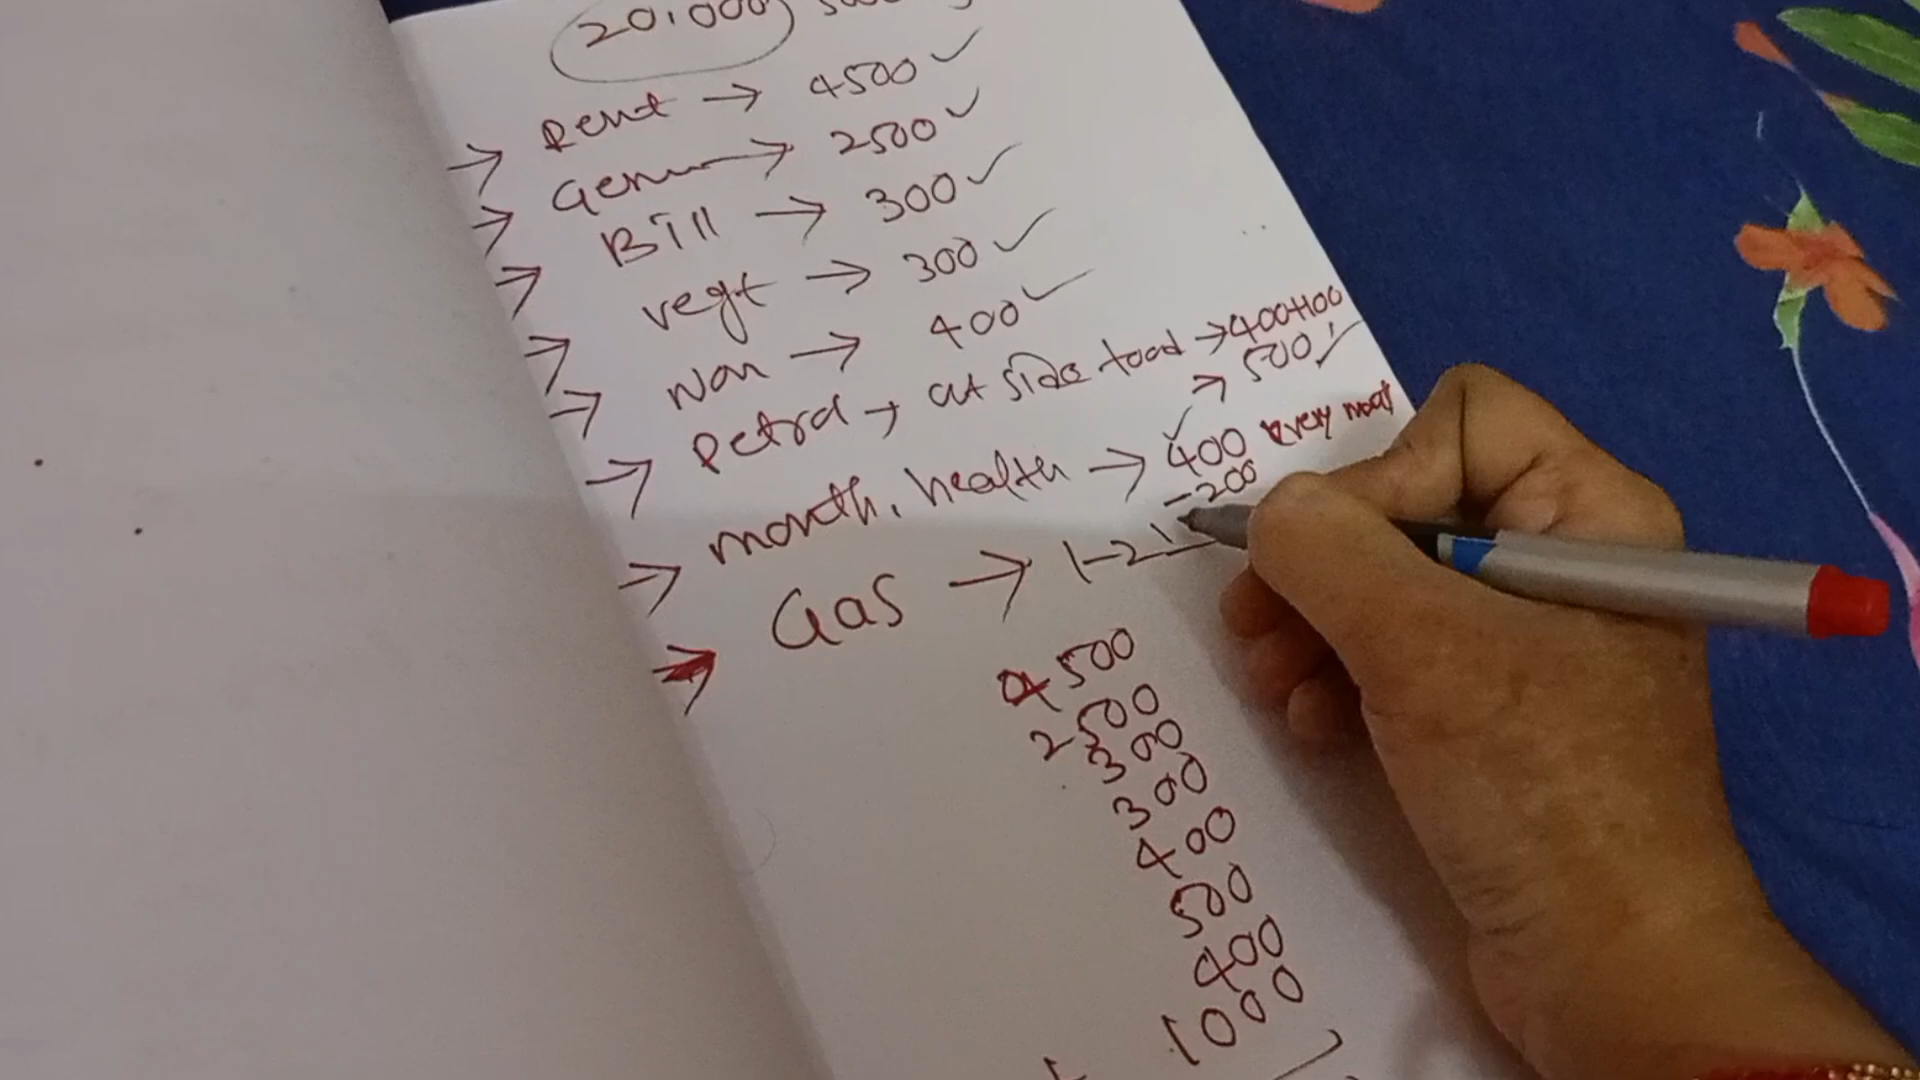 20,000
→ Rent → 4500 ✓
→ Gen → 2500 ✓
→ Bill → 300 ✓
→ vegt → 300 ✓
→ Non → 400 ✓
→ Petrol → out side food → 400+100
→ 500 ✓
→ month, health → 400 every
-200
→ Gas → 1-2
4500
2500
300
300
400
500
400
1000